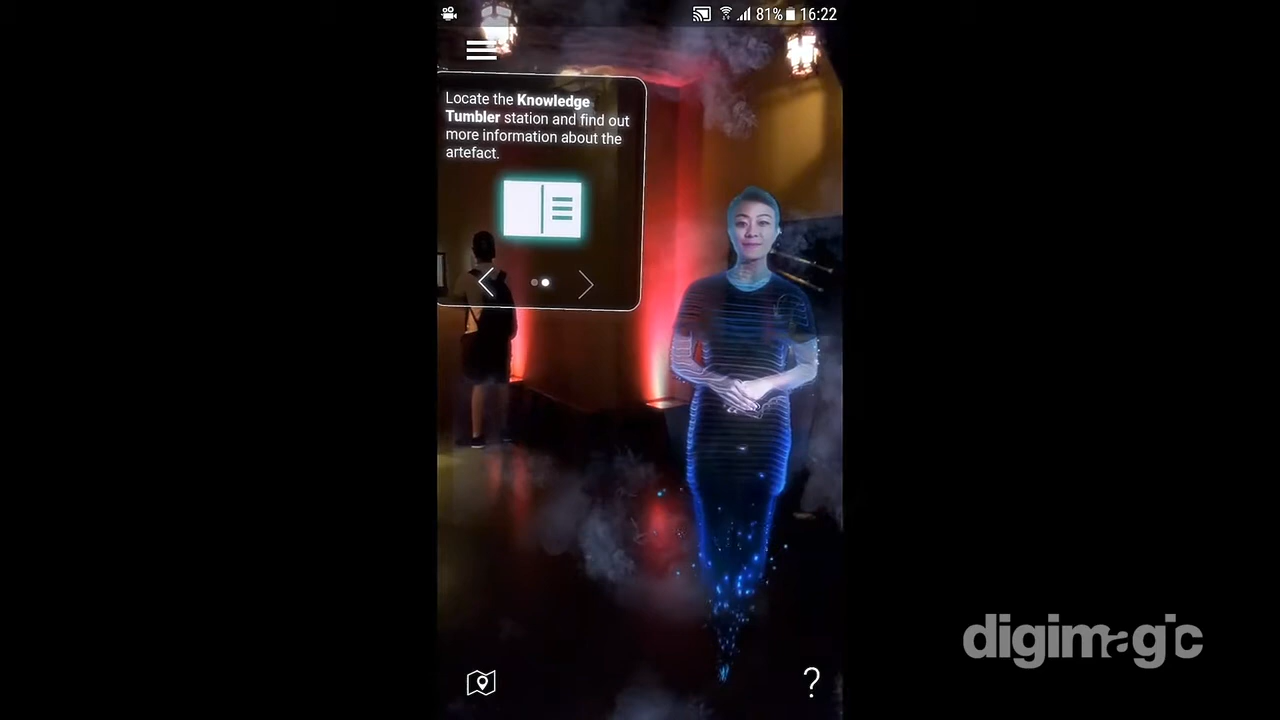 81% 16:22
Locate the Knowledge
Tumbler station and find out
more information about the
artefact.
?
digimagic